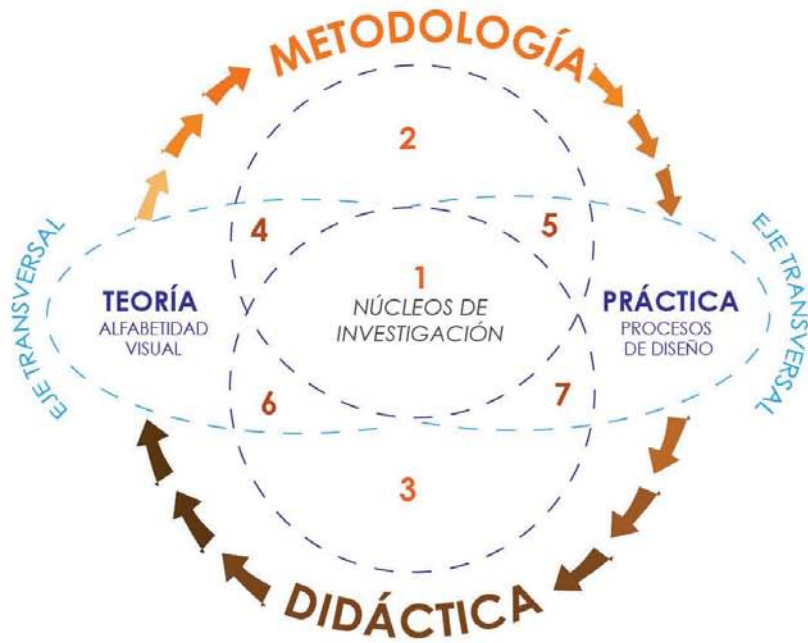 METODOLOGÍA
2
4
5
EJE TRANSVERSAL
EJE TRANSVERSAL
1
TEORÍA
ALFABETIDAD
VISUAL
NÚCLEOS DE
INVESTIGACIÓN
PRÁCTICA
PROCESOS
DE DISEÑO
6
7
3
DIDÁCTICA